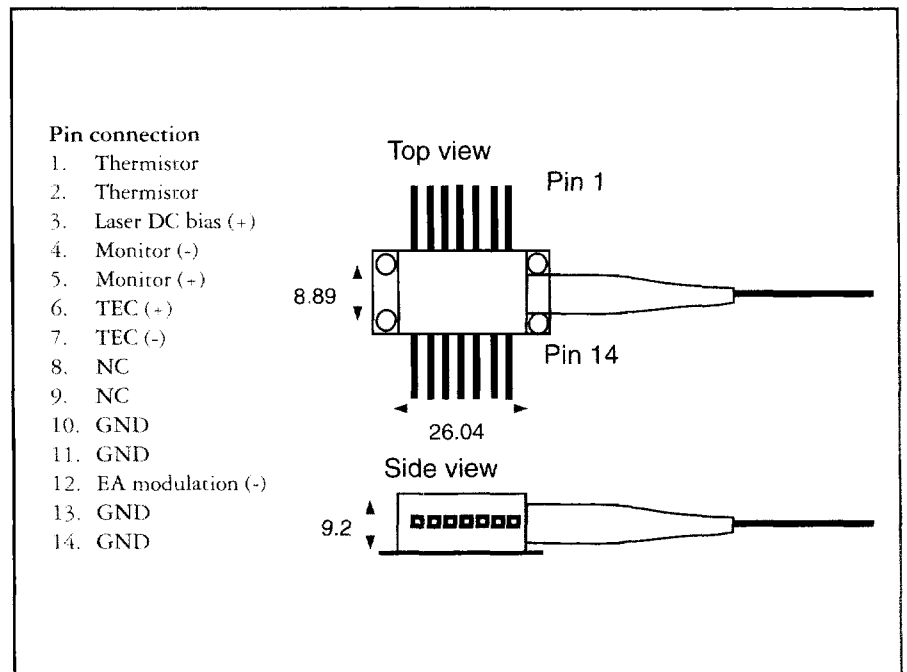 Pin connection
1. Thermistor
2. Thermistor
3. Laser DC bias (+)
4. Monitor (-)
5. Monitor (+)
6. TEC (+)
7. TEC (-)
8. NC
9. NC
10. GND
11. GND
12. EA modulation (-)
13. GND
14. GND
Top view
Pin 1
8.89
Pin 14
26.04
Side view
9.2